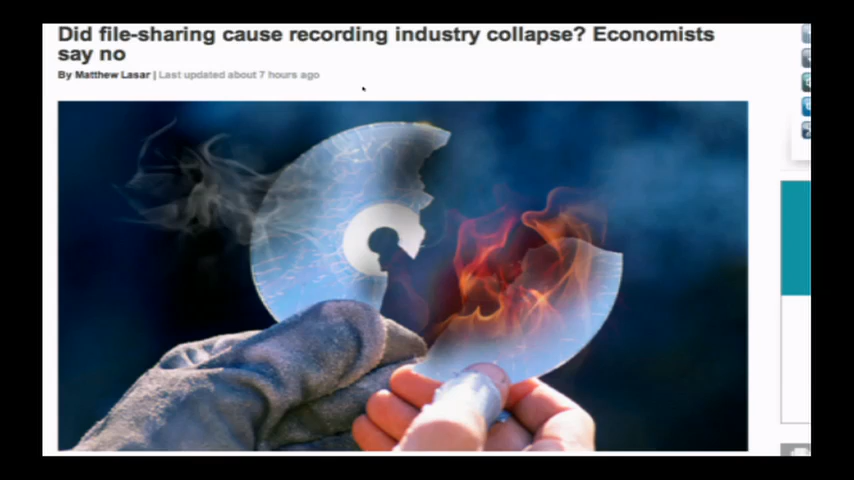 Did file-sharing cause recording industry collapse? Economists
say no
By Matthew Lasar | Last updated about 7 hours ago